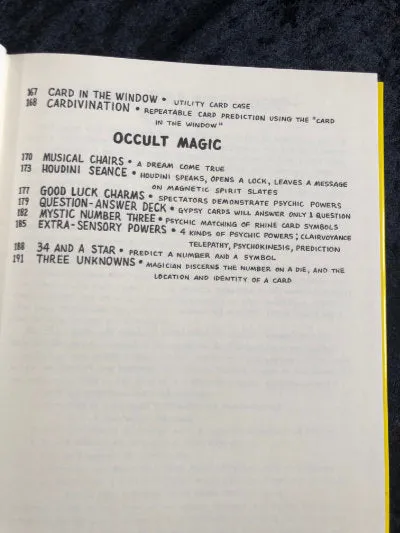 167 CARD IN THE WINDOW • UTILITY CARD CASE
168 CARDIVINATION • REPEATABLE CARD PREDICTION USING THE "CARD
IN THE WINDOW"
OCCULT MAGIC
170 MUSICAL CHAIRS • A DREAM COME TRUE
173 HOUDINI SEANCE • HOUDINI SPEAKS, OPENS A LOCK, LEAVES A MESSAGE
ON MAGNETIC SPIRIT SLATES
177 GOOD LUCK CHARMS • SPECTATORS DEMONSTRATE PSYCHIC POWERS
179 QUESTION-ANSWER DECK • GYPSY CARDS WILL ANSWER ONLY 1 QUESTION
182 MYSTIC NUMBER THREE • PSYCHIC MATCHING OF RHINE CARD SYMBOLS
185 EXTRA-SENSORY POWERS • 4 KINDS OF PSYCHIC POWERS; CLAIRVOYANCE
TELEPATHY, PSYCHOKINESIS, PREDICTION
188 34 AND A STAR • PREDICT A NUMBER AND A SYMBOL
191 THREE UNKNOWNS • MAGICIAN DISCERNS THE NUMBER ON A DIE, AND THE
LOCATION AND IDENTITY OF A CARD